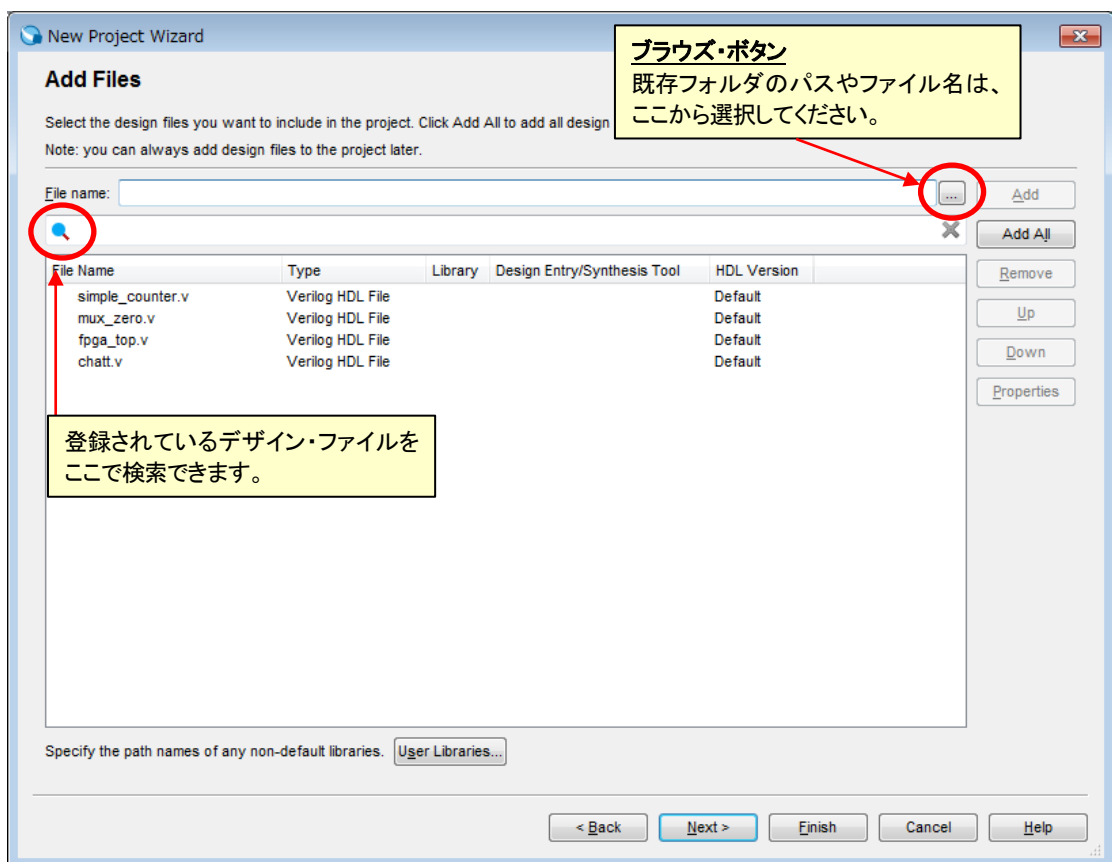 New Project Wizard
ブラウズ・ボタン
既存フォルダのパスやファイル名は、
ここから選択してください。
Add Files
Select the design files you want to include in the project. Click Add All to add all design
Note: you can always add design files to the project later.
File name: ... Add
Add All
File Name Type Library Design Entry/Synthesis Tool HDL Version Remove
simple_counter.v Verilog HDL File Default
mux_zero.v Verilog HDL File Default Up
fpga_top.v Verilog HDL File Default
chatt.v Verilog HDL File Default Down
Properties
登録されているデザイン・ファイルを
ここで検索できます。
Specify the path names of any non-default libraries. User Libraries...
< Back Next > Finish Cancel Help